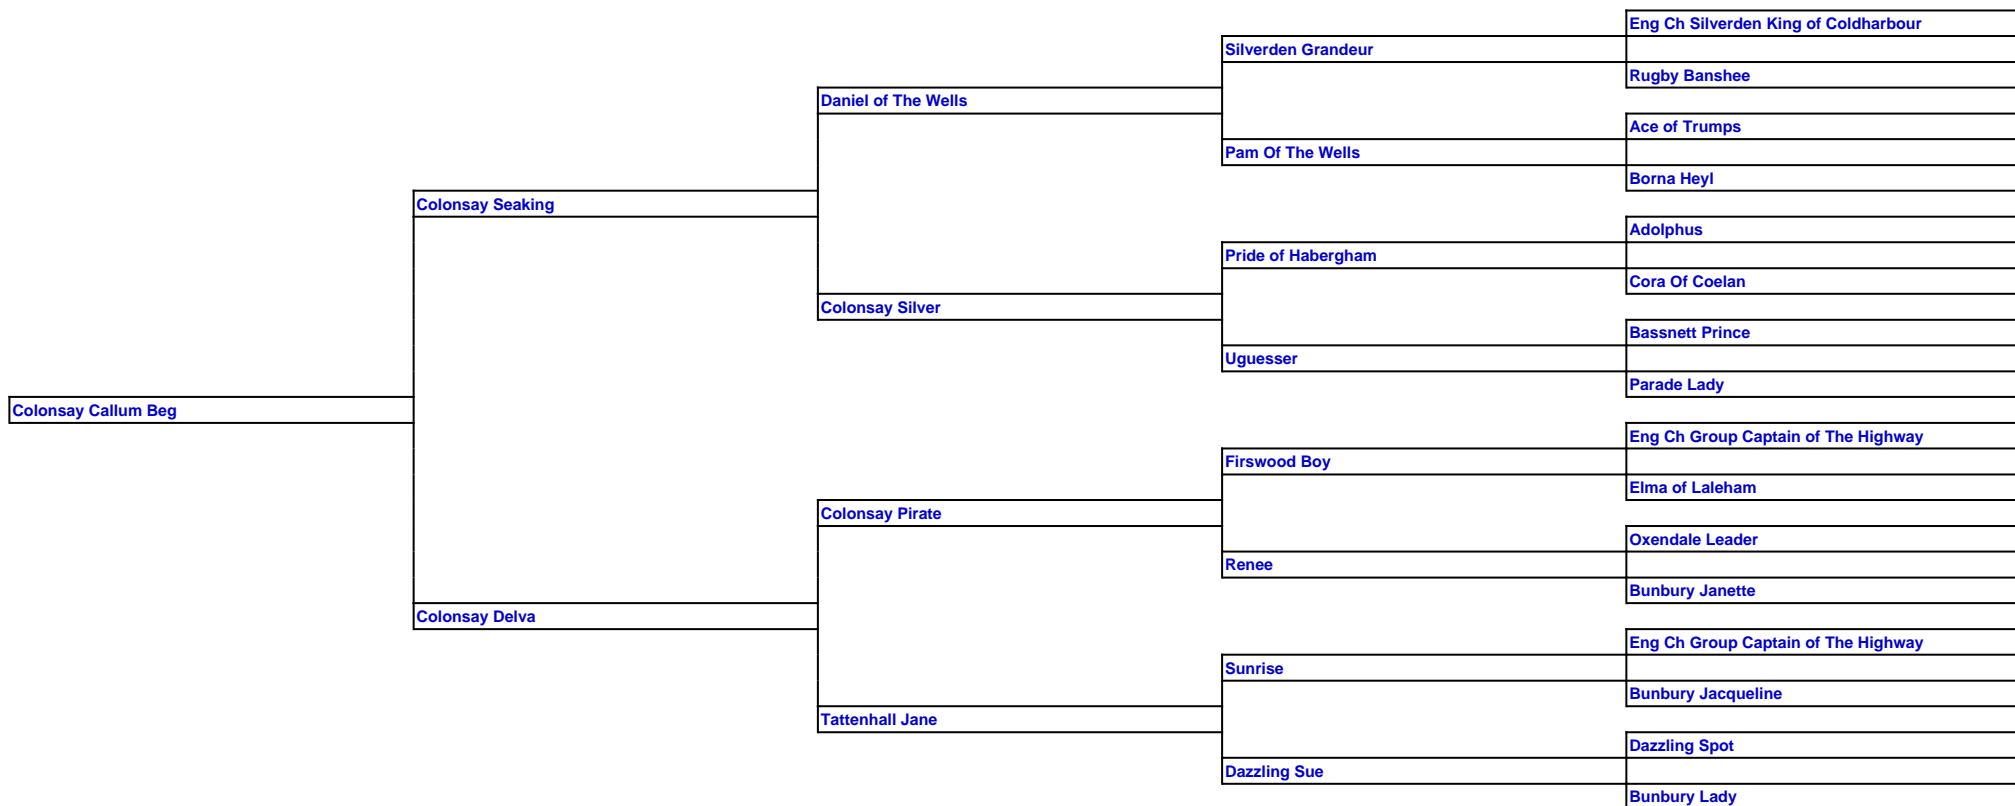 Eng Ch Silverden King of Coldharbour
Silverden Grandeur
Rugby Banshee
Daniel of The Wells
Ace of Trumps
Pam Of The Wells
Borna Heyl
Colonsay Seaking
Adolphus
Pride of Habergham
Cora Of Coelan
Colonsay Silver
Bassnett Prince
Uguesser
Parade Lady
Colonsay Callum Beg
Eng Ch Group Captain of The Highway
Firswood Boy
Elma of Laleham
Colonsay Pirate
Oxendale Leader
Renee
Bunbury Janette
Colonsay Delva
Eng Ch Group Captain of The Highway
Sunrise
Bunbury Jacqueline
Tattenhall Jane
Dazzling Spot
Dazzling Sue
Bunbury Lady